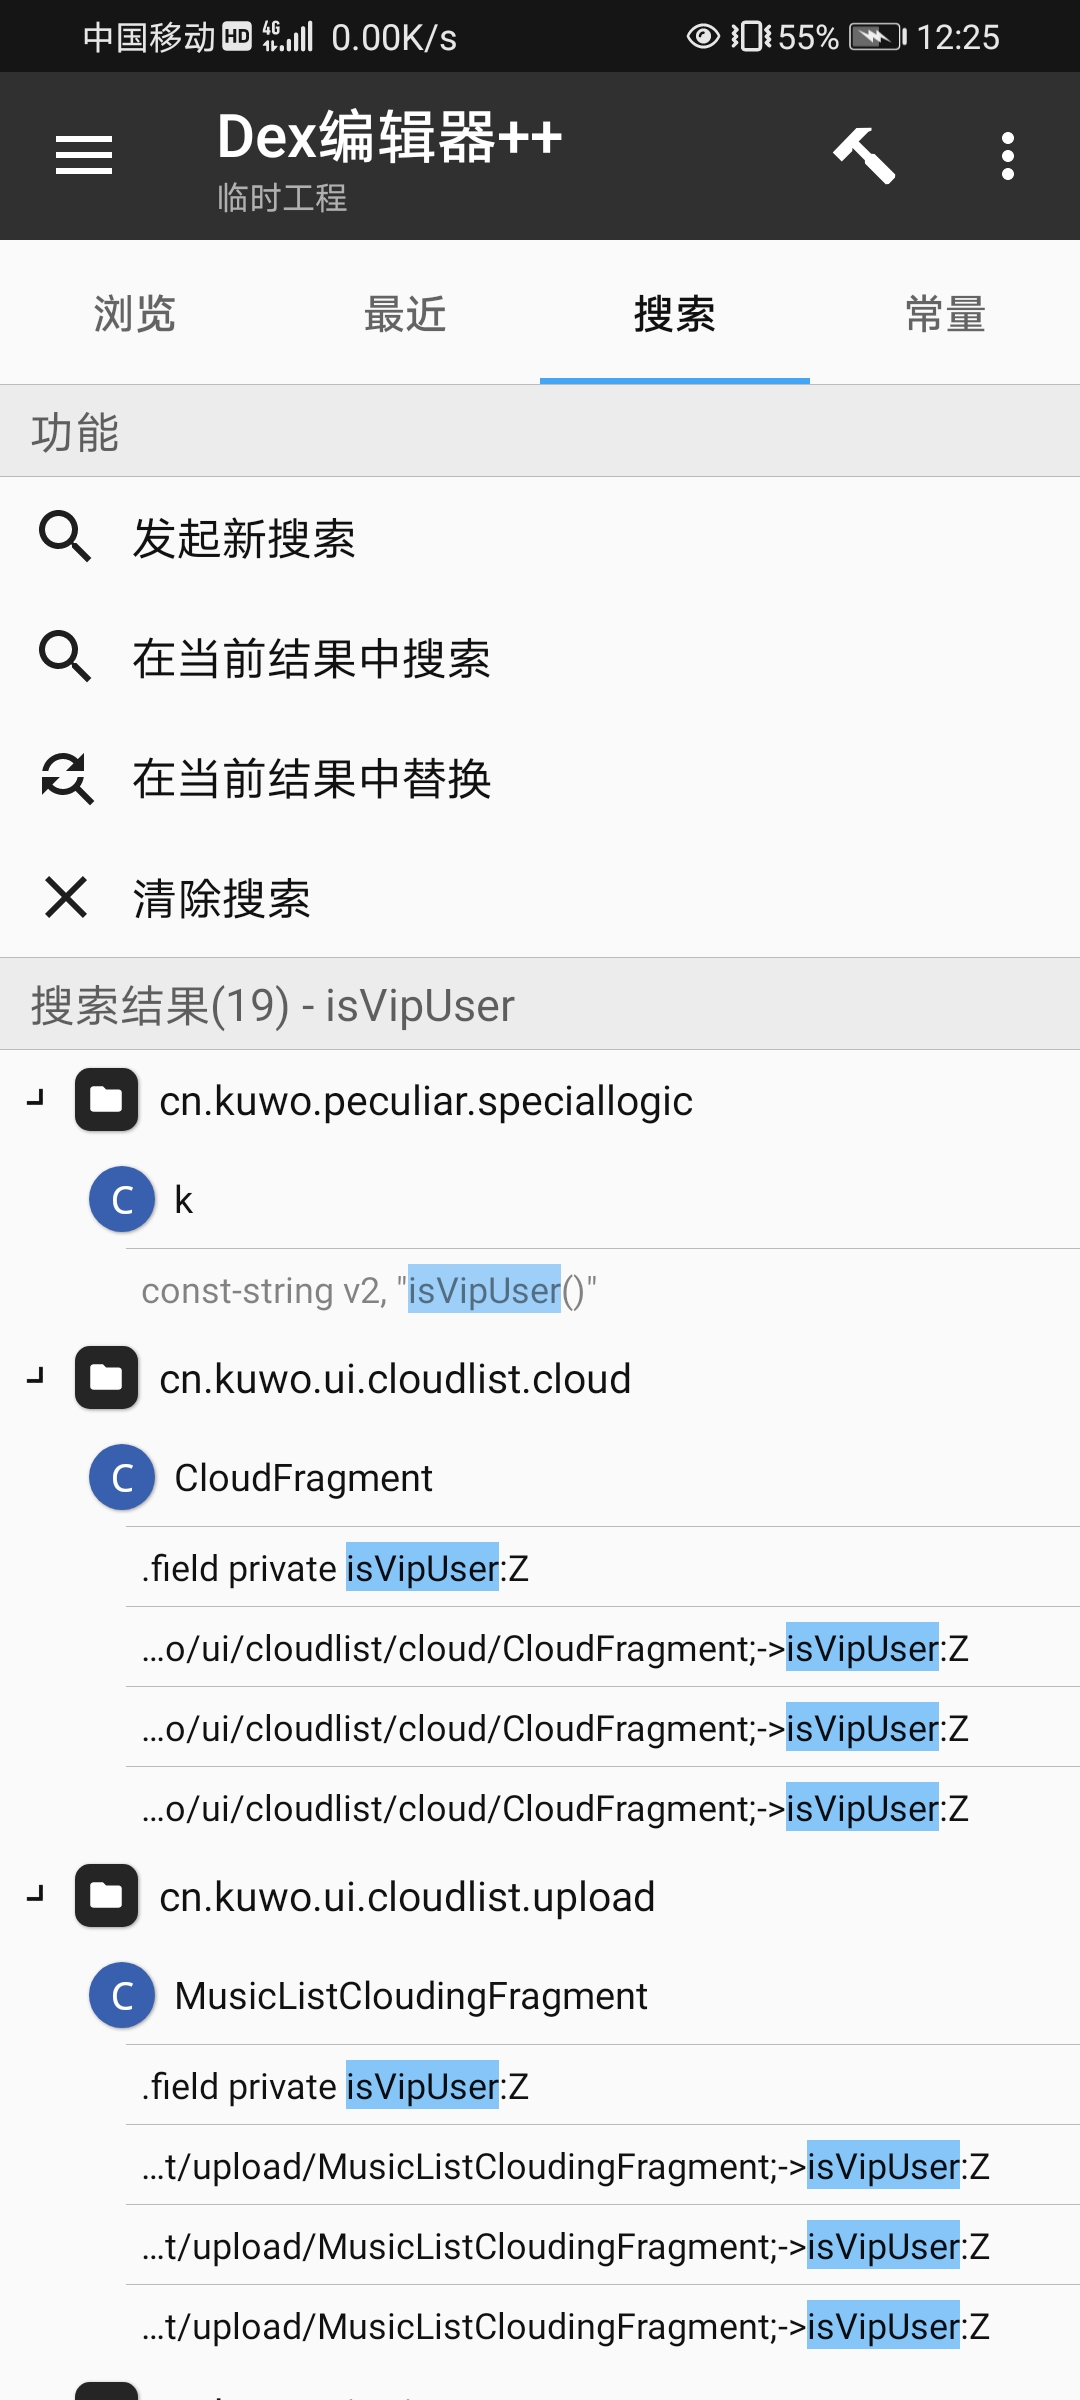 中国移动 HD 4G 0.00K/s 55% 12:25
Dex编辑器++
临时工程
浏览 最近 搜索 常量
功能
发起新搜索
在当前结果中搜索
在当前结果中替换
清除搜索
搜索结果(19) - isVipUser
cn.kuwo.peculiar.speciallogic
C k
const-string v2, "isVipUser()"
cn.kuwo.ui.cloudlist.cloud
C CloudFragment
.field private isVipUser:Z
...o/ui/cloudlist/cloud/CloudFragment;->isVipUser:Z
...o/ui/cloudlist/cloud/CloudFragment;->isVipUser:Z
...o/ui/cloudlist/cloud/CloudFragment;->isVipUser:Z
cn.kuwo.ui.cloudlist.upload
C MusicListCloudingFragment
.field private isVipUser:Z
...t/upload/MusicListCloudingFragment;->isVipUser:Z
...t/upload/MusicListCloudingFragment;->isVipUser:Z
...t/upload/MusicListCloudingFragment;->isVipUser:Z